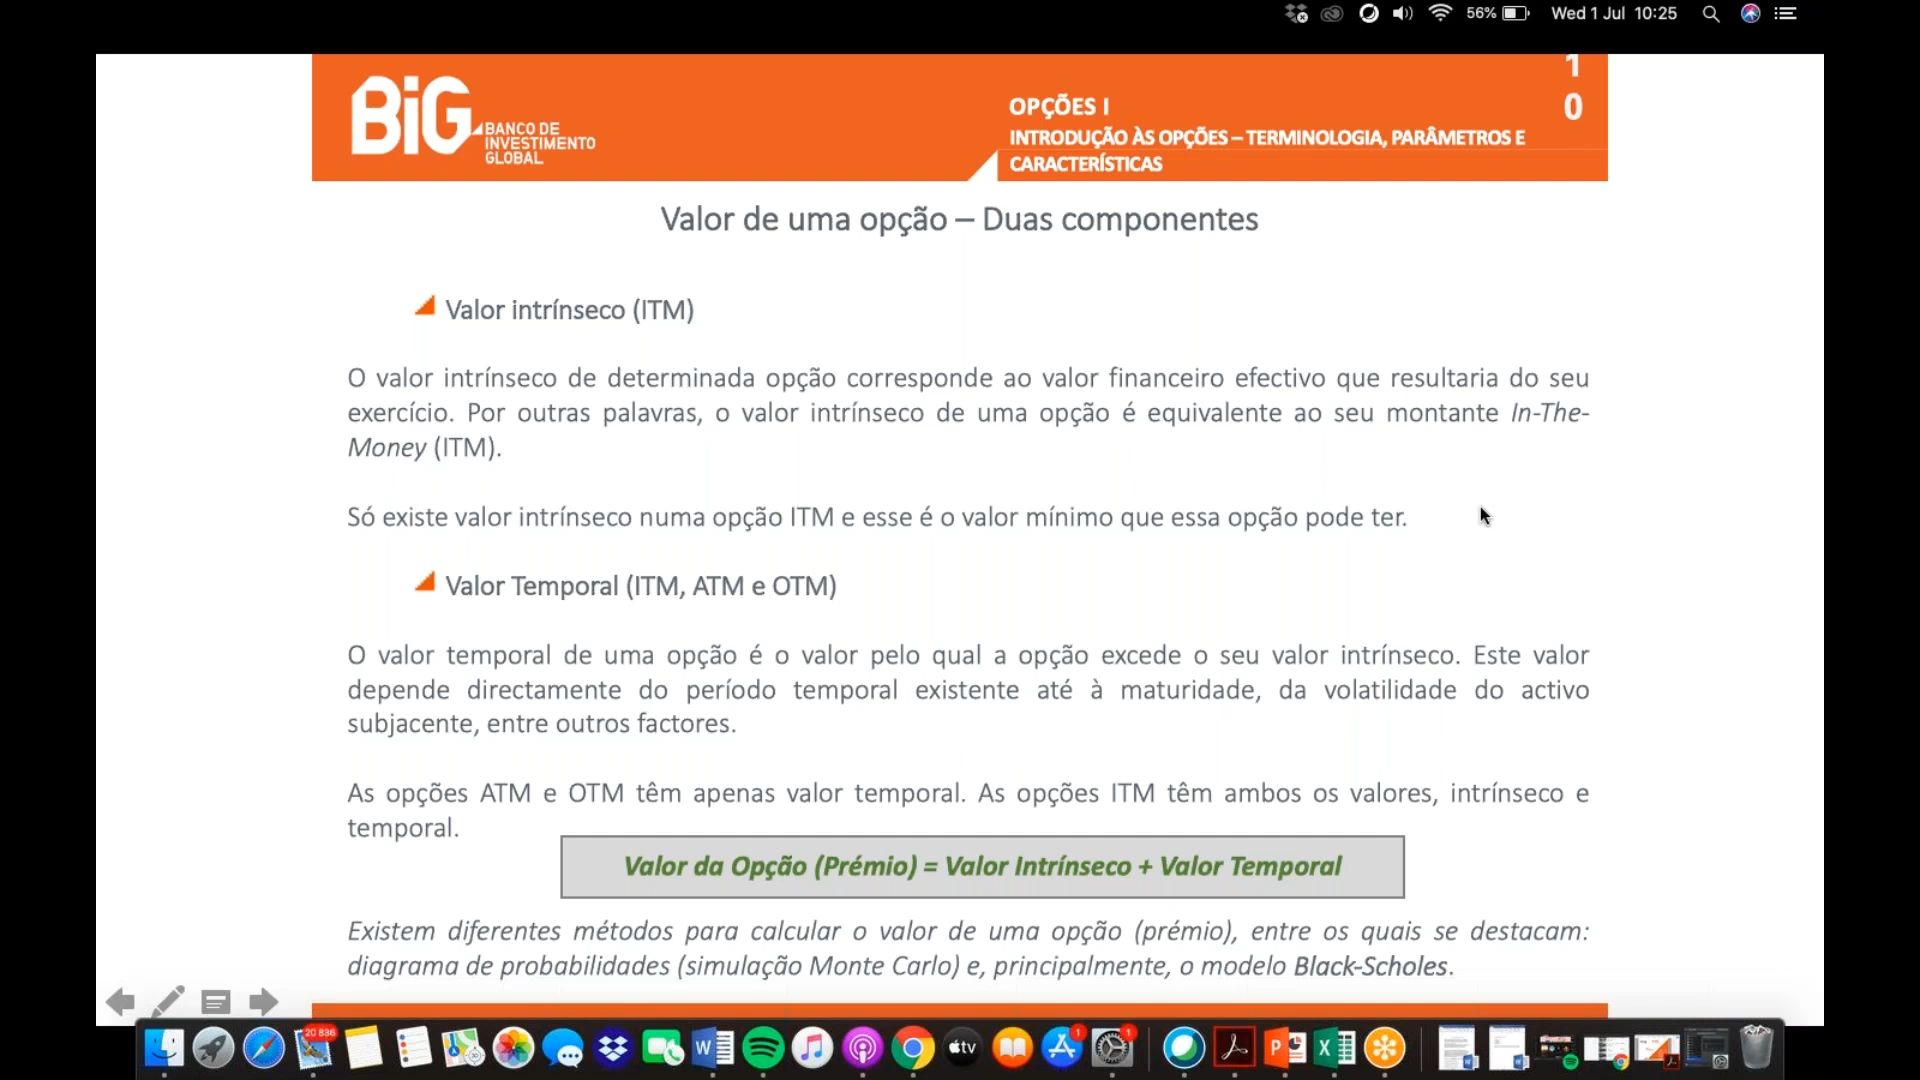 56%
Wed 1 Jul 10:25
BiG
BANCO DE
INVESTIMENTO
GLOBAL
1
0
OPÇÕES I
INTRODUÇÃO ÀS OPÇÕES – TERMINOLOGIA, PARÂMETROS E
CARACTERÍSTICAS
Valor de uma opção – Duas componentes
Valor intrínseco (ITM)
O valor intrínseco de determinada opção corresponde ao valor financeiro efectivo que resultaria do seu
exercício. Por outras palavras, o valor intrínseco de uma opção é equivalente ao seu montante In-The-
Money (ITM).
Só existe valor intrínseco numa opção ITM e esse é o valor mínimo que essa opção pode ter.
Valor Temporal (ITM, ATM e OTM)
O valor temporal de uma opção é o valor pelo qual a opção excede o seu valor intrínseco. Este valor
depende directamente do período temporal existente até à maturidade, da volatilidade do activo
subjacente, entre outros factores.
As opções ATM e OTM têm apenas valor temporal. As opções ITM têm ambos os valores, intrínseco e
temporal.
Valor da Opção (Prémio) = Valor Intrínseco + Valor Temporal
Existem diferentes métodos para calcular o valor de uma opção (prémio), entre os quais se destacam:
diagrama de probabilidades (simulação Monte Carlo) e, principalmente, o modelo Black-Scholes.
20 836
W
tv
1
1
P
X